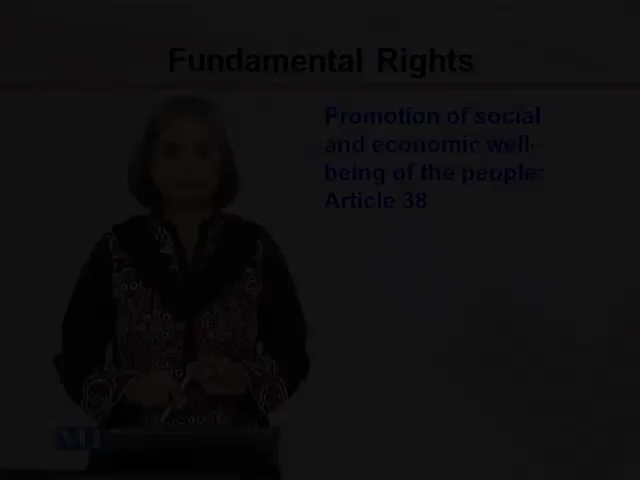 Fundamental Rights
Promotion of social
and economic well-
being of the people:
Article 38